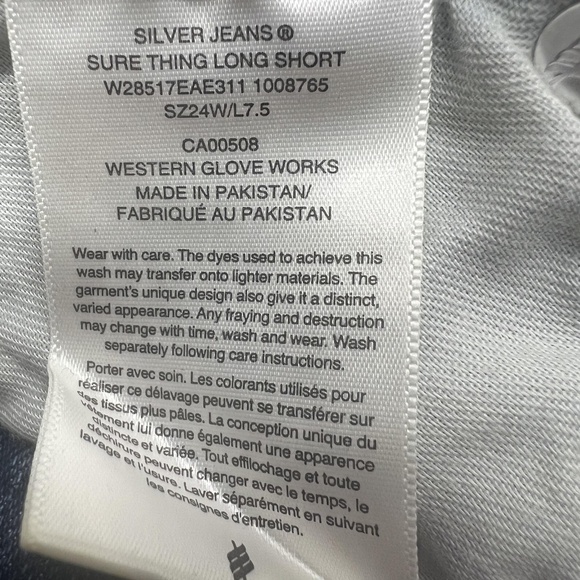 SILVER JEANS ®
SURE THING LONG SHORT
W28517EAE311 1008765
SZ24W/L7.5
CA00508
WESTERN GLOVE WORKS
MADE IN PAKISTAN/
FABRIQUÉ AU PAKISTAN
Wear with care. The dyes used to achieve this
wash may transfer onto lighter materials. The
garment's unique design also give it a distinct,
varied appearance. Any fraying and destruction
may change with time, wash and wear. Wash
separately following care instructions.
Porter avec soin. Les colorants utilisés pour
réaliser ce délavage peuvent se transférer sur
des tissus plus pâles. La conception unique du
vêtement lui donne également une apparence
distincte et variée. Tout effilochage et toute
déchirure peuvent changer avec le temps, le
lavage et l'usure. Laver séparément en suivant
les consignes d'entretien.